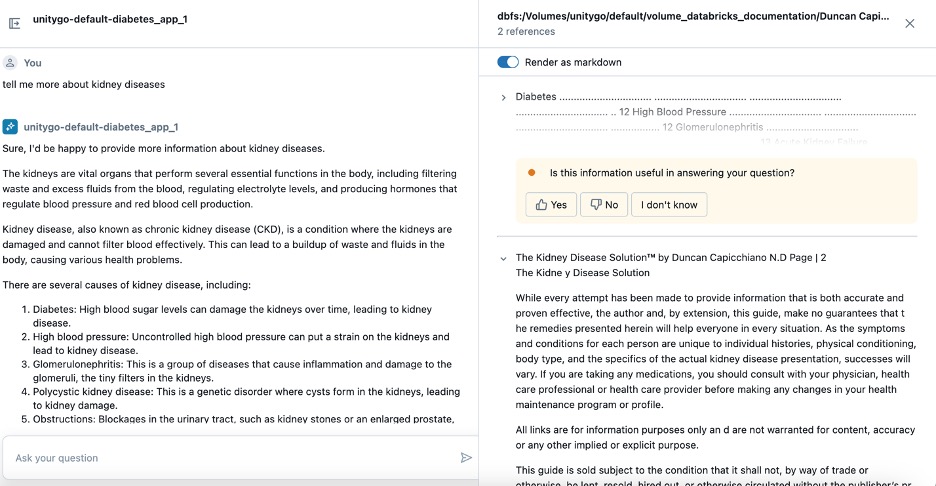 unitygo-default-diabetes_app_1
You
tell me more about kidney diseases
unitygo-default-diabetes_app_1
Sure, I'd be happy to provide more information about kidney diseases.
The kidneys are vital organs that perform several essential functions in the body, including filtering
waste and excess fluids from the blood, regulating electrolyte levels, and producing hormones that
regulate blood pressure and red blood cell production.
Kidney disease, also known as chronic kidney disease (CKD), is a condition where the kidneys are
damaged and cannot filter blood effectively. This can lead to a buildup of waste and fluids in the
body, causing various health problems.
There are several causes of kidney disease, including:
1. Diabetes: High blood sugar levels can damage the kidneys over time, leading to kidney
disease.
2. High blood pressure: Uncontrolled high blood pressure can put a strain on the kidneys and
lead to kidney disease.
3. Glomerulonephritis: This is a group of diseases that cause inflammation and damage to the
glomeruli, the tiny filters in the kidneys.
4. Polycystic kidney disease: This is a genetic disorder where cysts form in the kidneys, leading
to kidney damage.
5. Obstructions: Blockages in the urinary tract, such as kidney stones or an enlarged prostate,
Ask your question
dbfs:/Volumes/unitygo/default/volume_databricks_documentation/Duncan Capi...
2 references
Render as markdown
Diabetes .............................. ............................... ...............................
............................... .. 12 High Blood Pressure ............................... ...............................
............................... ................ 12 Glomerulonephritis ...............................
12 Acute Kidney Failure
Is this information useful in answering your question?
Yes
No
I don't know
The Kidney Disease Solution™ by Duncan Capicchiano N.D Page | 2
The Kidne y Disease Solution
While every attempt has been made to provide information that is both accurate and
proven effective, the author and, by extension, this guide, make no guarantees that t
he remedies presented herein will help everyone in every situation. As the symptoms
and conditions for each person are unique to individual histories, physical conditioning,
body type, and the specifics of the actual kidney disease presentation, successes will
vary. If you are taking any medications, you should consult with your physician, health
care professional or health care provider before making any changes in your health
maintenance program or profile.
All links are for information purposes only an d are not warranted for content, accuracy
or any other implied or explicit purpose.
This guide is sold subject to the condition that it shall not, by way of trade or
otherwise, be lent, resold, hired out, or otherwise circulated without the publisher's pr